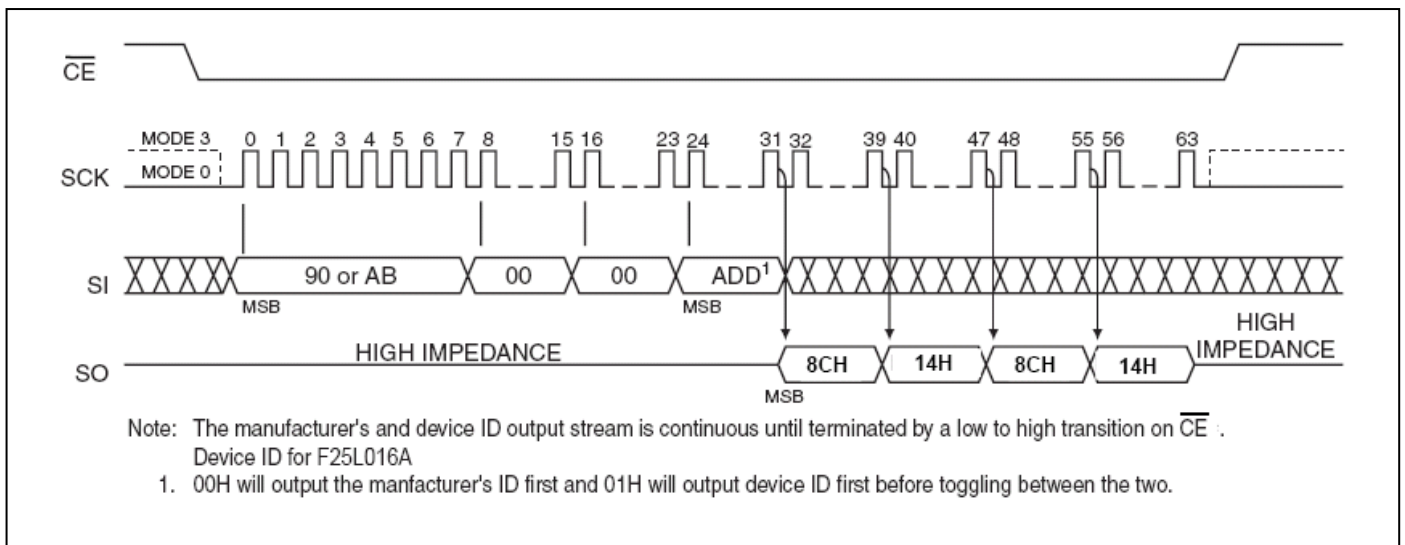 CE
MODE 3 0 1 2 3 4 5 6 7 8 15 16 23 24 31 32 39 40 47 48 55 56 63
MODE 0
SCK
SI 90 or AB 00 00 ADD1
MSB MSB
HIGH IMPEDANCE
HIGH IMPEDANCE
SO 8CH 14H 8CH 14H
MSB
Note: The manufacturer's and device ID output stream is continuous until terminated by a low to high transition on CE .
Device ID for F25L016A
1. 00H will output the manfacturer's ID first and 01H will output device ID first before toggling between the two.